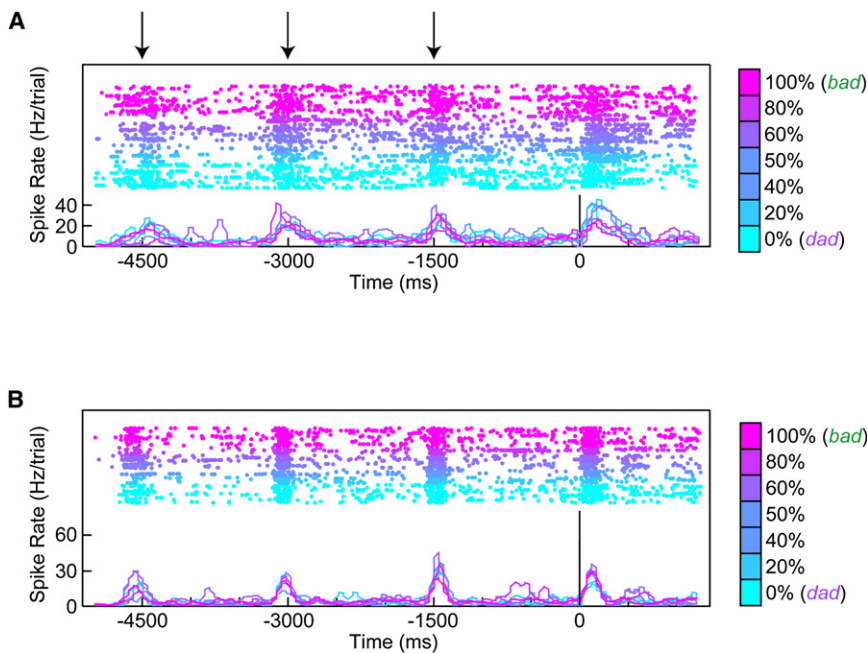 A
Spike Rate (Hz/trial)
40
20
0
-4500
-3000
-1500
0
Time (ms)
100% (bad)
80%
60%
50%
40%
20%
0% (dad)
B
Spike Rate (Hz/trial)
60
30
0
-4500
-3000
-1500
0
Time (ms)
100% (bad)
80%
60%
50%
40%
20%
0% (dad)